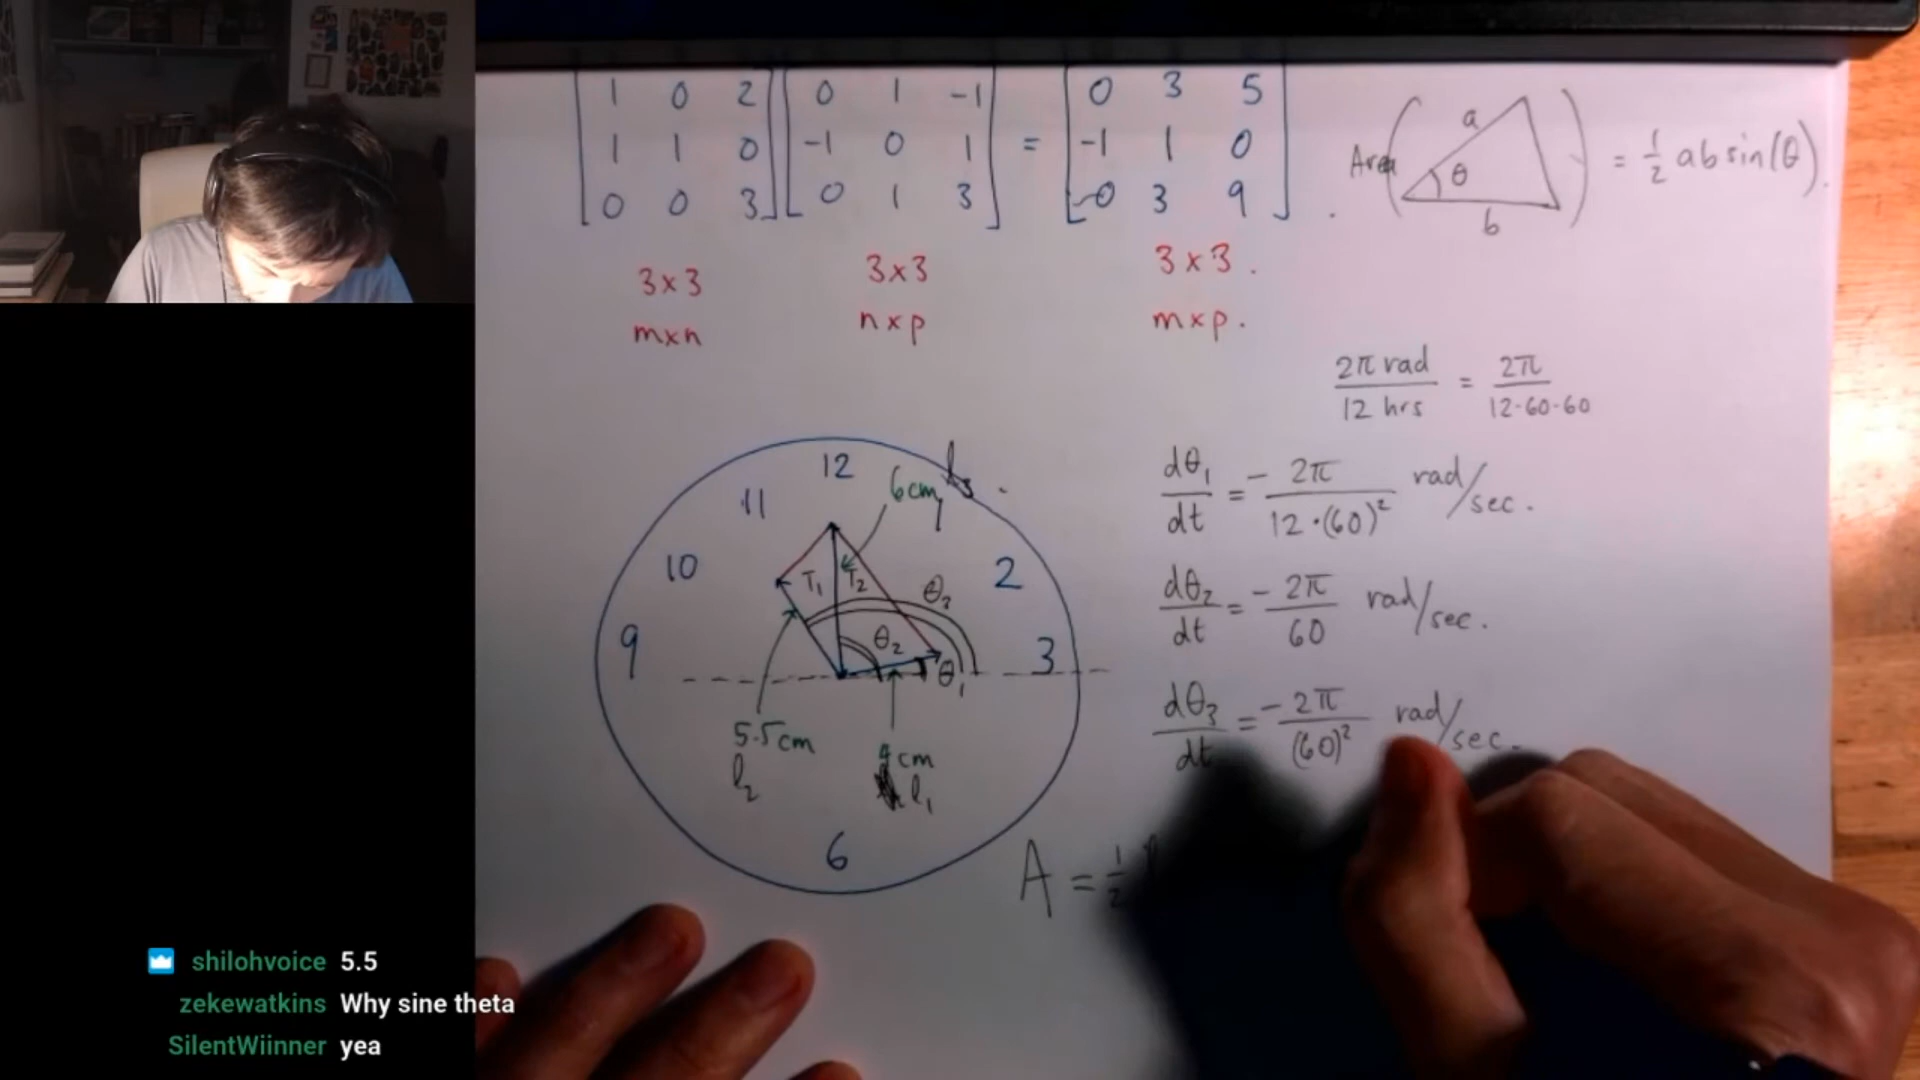 1 0 2 0 1 -1 0 3 5
1 1 0 -1 0 1 = -1 1 0
0 0 3 0 1 3 -0 3 9 .
Area a θ b = 1/2 ab sin(θ).
3x3 3x3 3x3.
mxn nxp mxp.
2π rad / 12 hrs = 2π / 12·60·60
dθ₁/dt = - 2π / 12·(60)² rad/sec.
dθ₂/dt = - 2π / 60 rad/sec.
dθ₃/dt = - 2π / (60)² rad/sec.
12
11
6cm,
10
2
T₁ T₂
θ₂
9
3
θ₁
5.5cm
l₂
4cm
l₁
6
A = 1/2
shilohvoice 5.5
zekewatkins Why sine theta
SilentWiinner yea